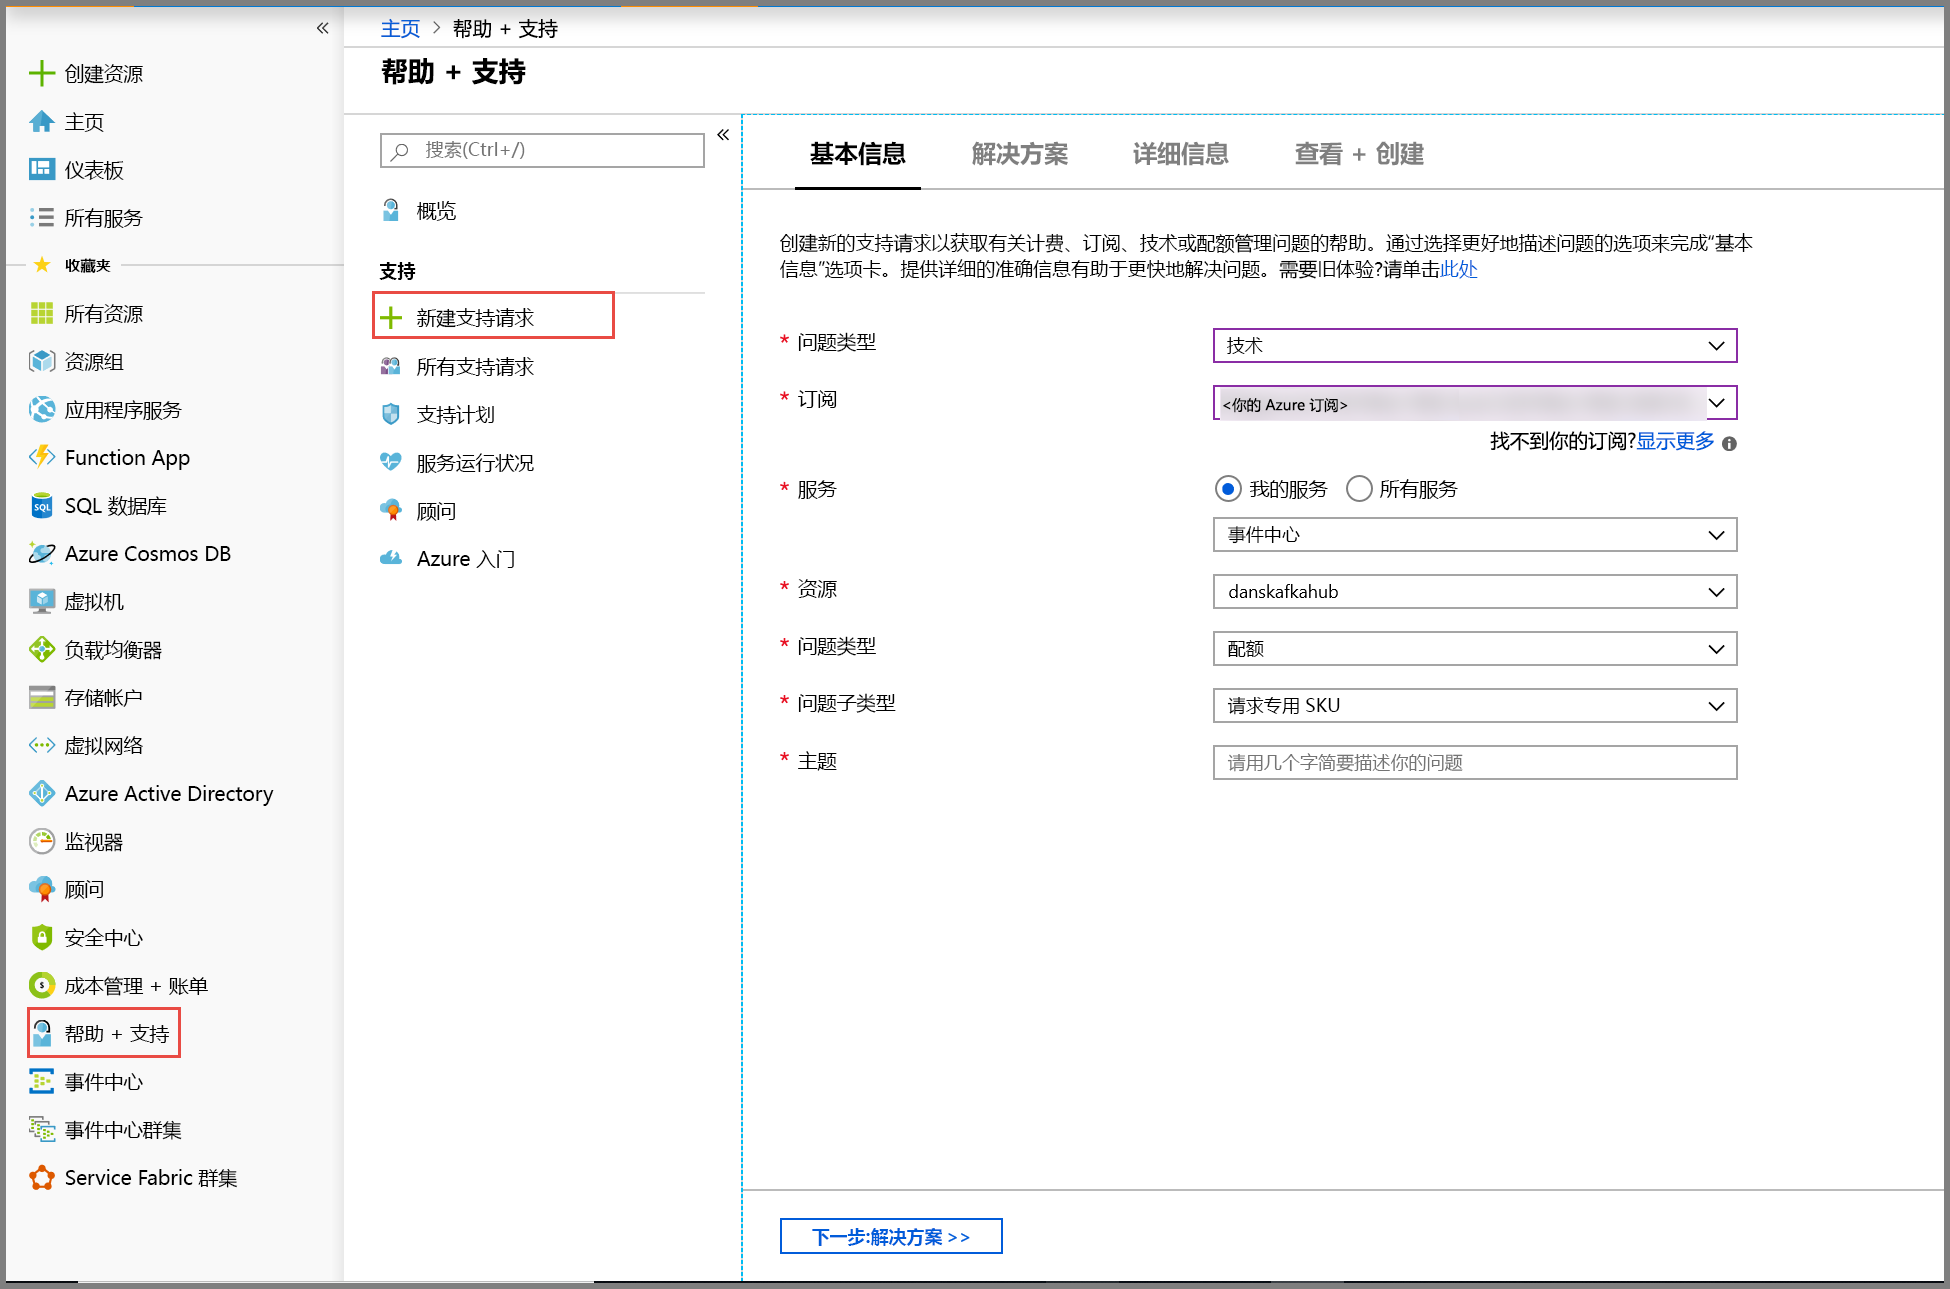 主页 > 帮助 + 支持
帮助 + 支持
创建资源
主页
仪表板
所有服务
收藏夹
所有资源
资源组
应用程序服务
Function App
SQL 数据库
Azure Cosmos DB
虚拟机
负载均衡器
存储帐户
虚拟网络
Azure Active Directory
监视器
顾问
安全中心
成本管理 + 账单
帮助 + 支持
事件中心
事件中心群集
Service Fabric 群集
搜索(Ctrl+/)
概览
支持
新建支持请求
所有支持请求
支持计划
服务运行状况
顾问
Azure 入门
基本信息 解决方案 详细信息 查看 + 创建
创建新的支持请求以获取有关计费、订阅、技术或配额管理问题的帮助。通过选择更好地描述问题的选项来完成“基本
信息”选项卡。提供详细的准确信息有助于更快地解决问题。需要旧体验?请单击此处
* 问题类型 技术
* 订阅 <你的 Azure 订阅>
找不到你的订阅?显示更多
* 服务 我的服务 所有服务
事件中心
* 资源 danskafkahub
* 问题类型 配额
* 问题子类型 请求专用 SKU
* 主题 请用几个字简要描述你的问题
下一步:解决方案 >>